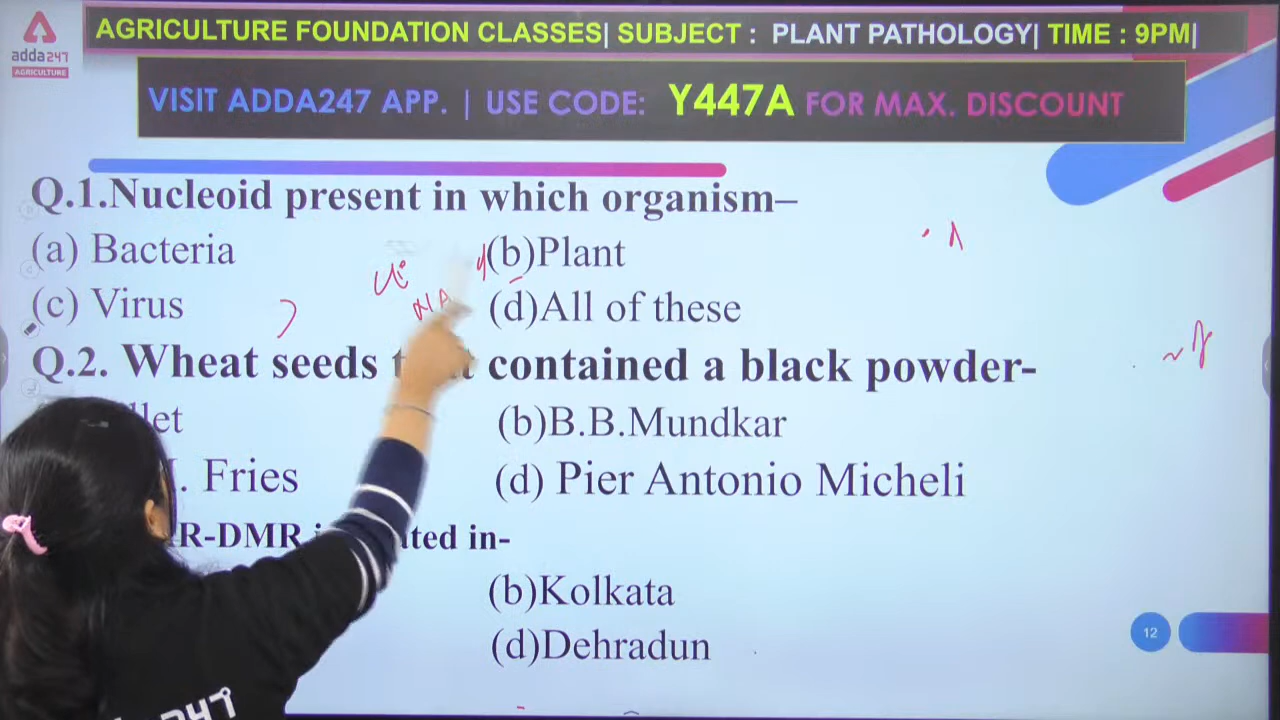 AGRICULTURE FOUNDATION CLASSES| SUBJECT : PLANT PATHOLOGY| TIME : 9PM|
adda247
AGRICULTURE
VISIT ADDA247 APP. | USE CODE: Y447A FOR MAX. DISCOUNT
Q.1.Nucleoid present in which organism–
(a) Bacteria (b)Plant
(c) Virus (d)All of these
Q.2. Wheat seeds contained a black powder-
(b)B.B.Mundkar
Fries (d) Pier Antonio Micheli
R-DMR in-
(b)Kolkata
(d)Dehradun
12
247